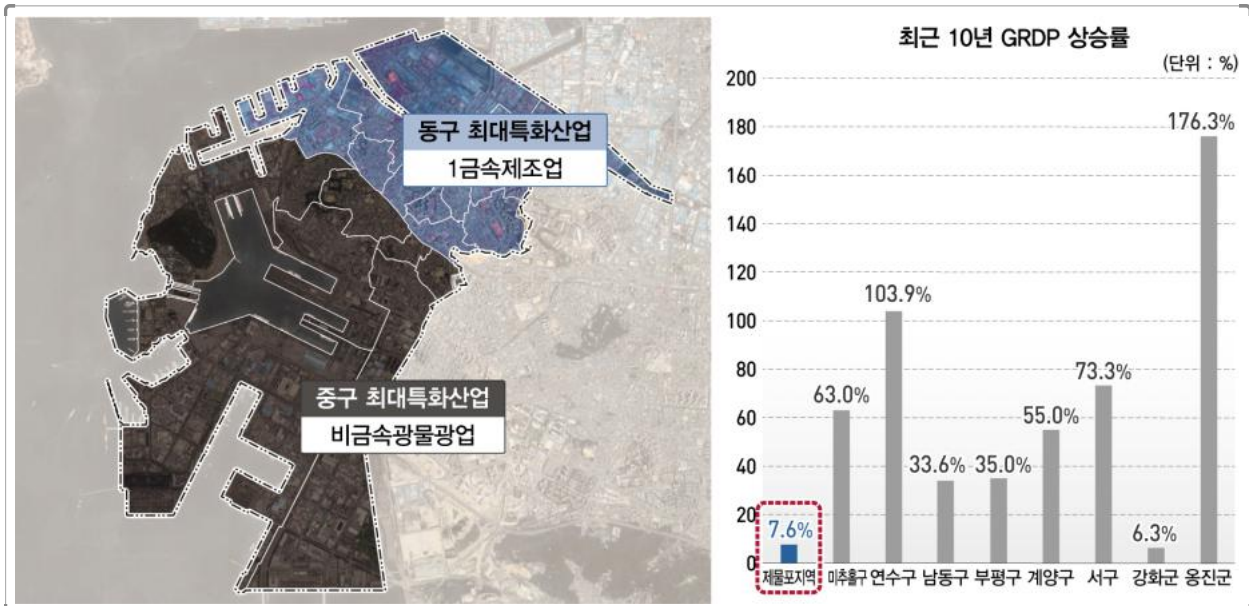 동구 최대특화산업
1금속제조업
중구 최대특화산업
비금속광물광업
최근 10년 GRDP 상승률
(단위 : %)
200
180
160
140
120
100
80
60
40
20
0
7.6%
63.0%
103.9%
33.6%
35.0%
55.0%
73.3%
6.3%
176.3%
제물포지역 미추홀구 연수구 남동구 부평구 계양구 서구 강화군 옹진군